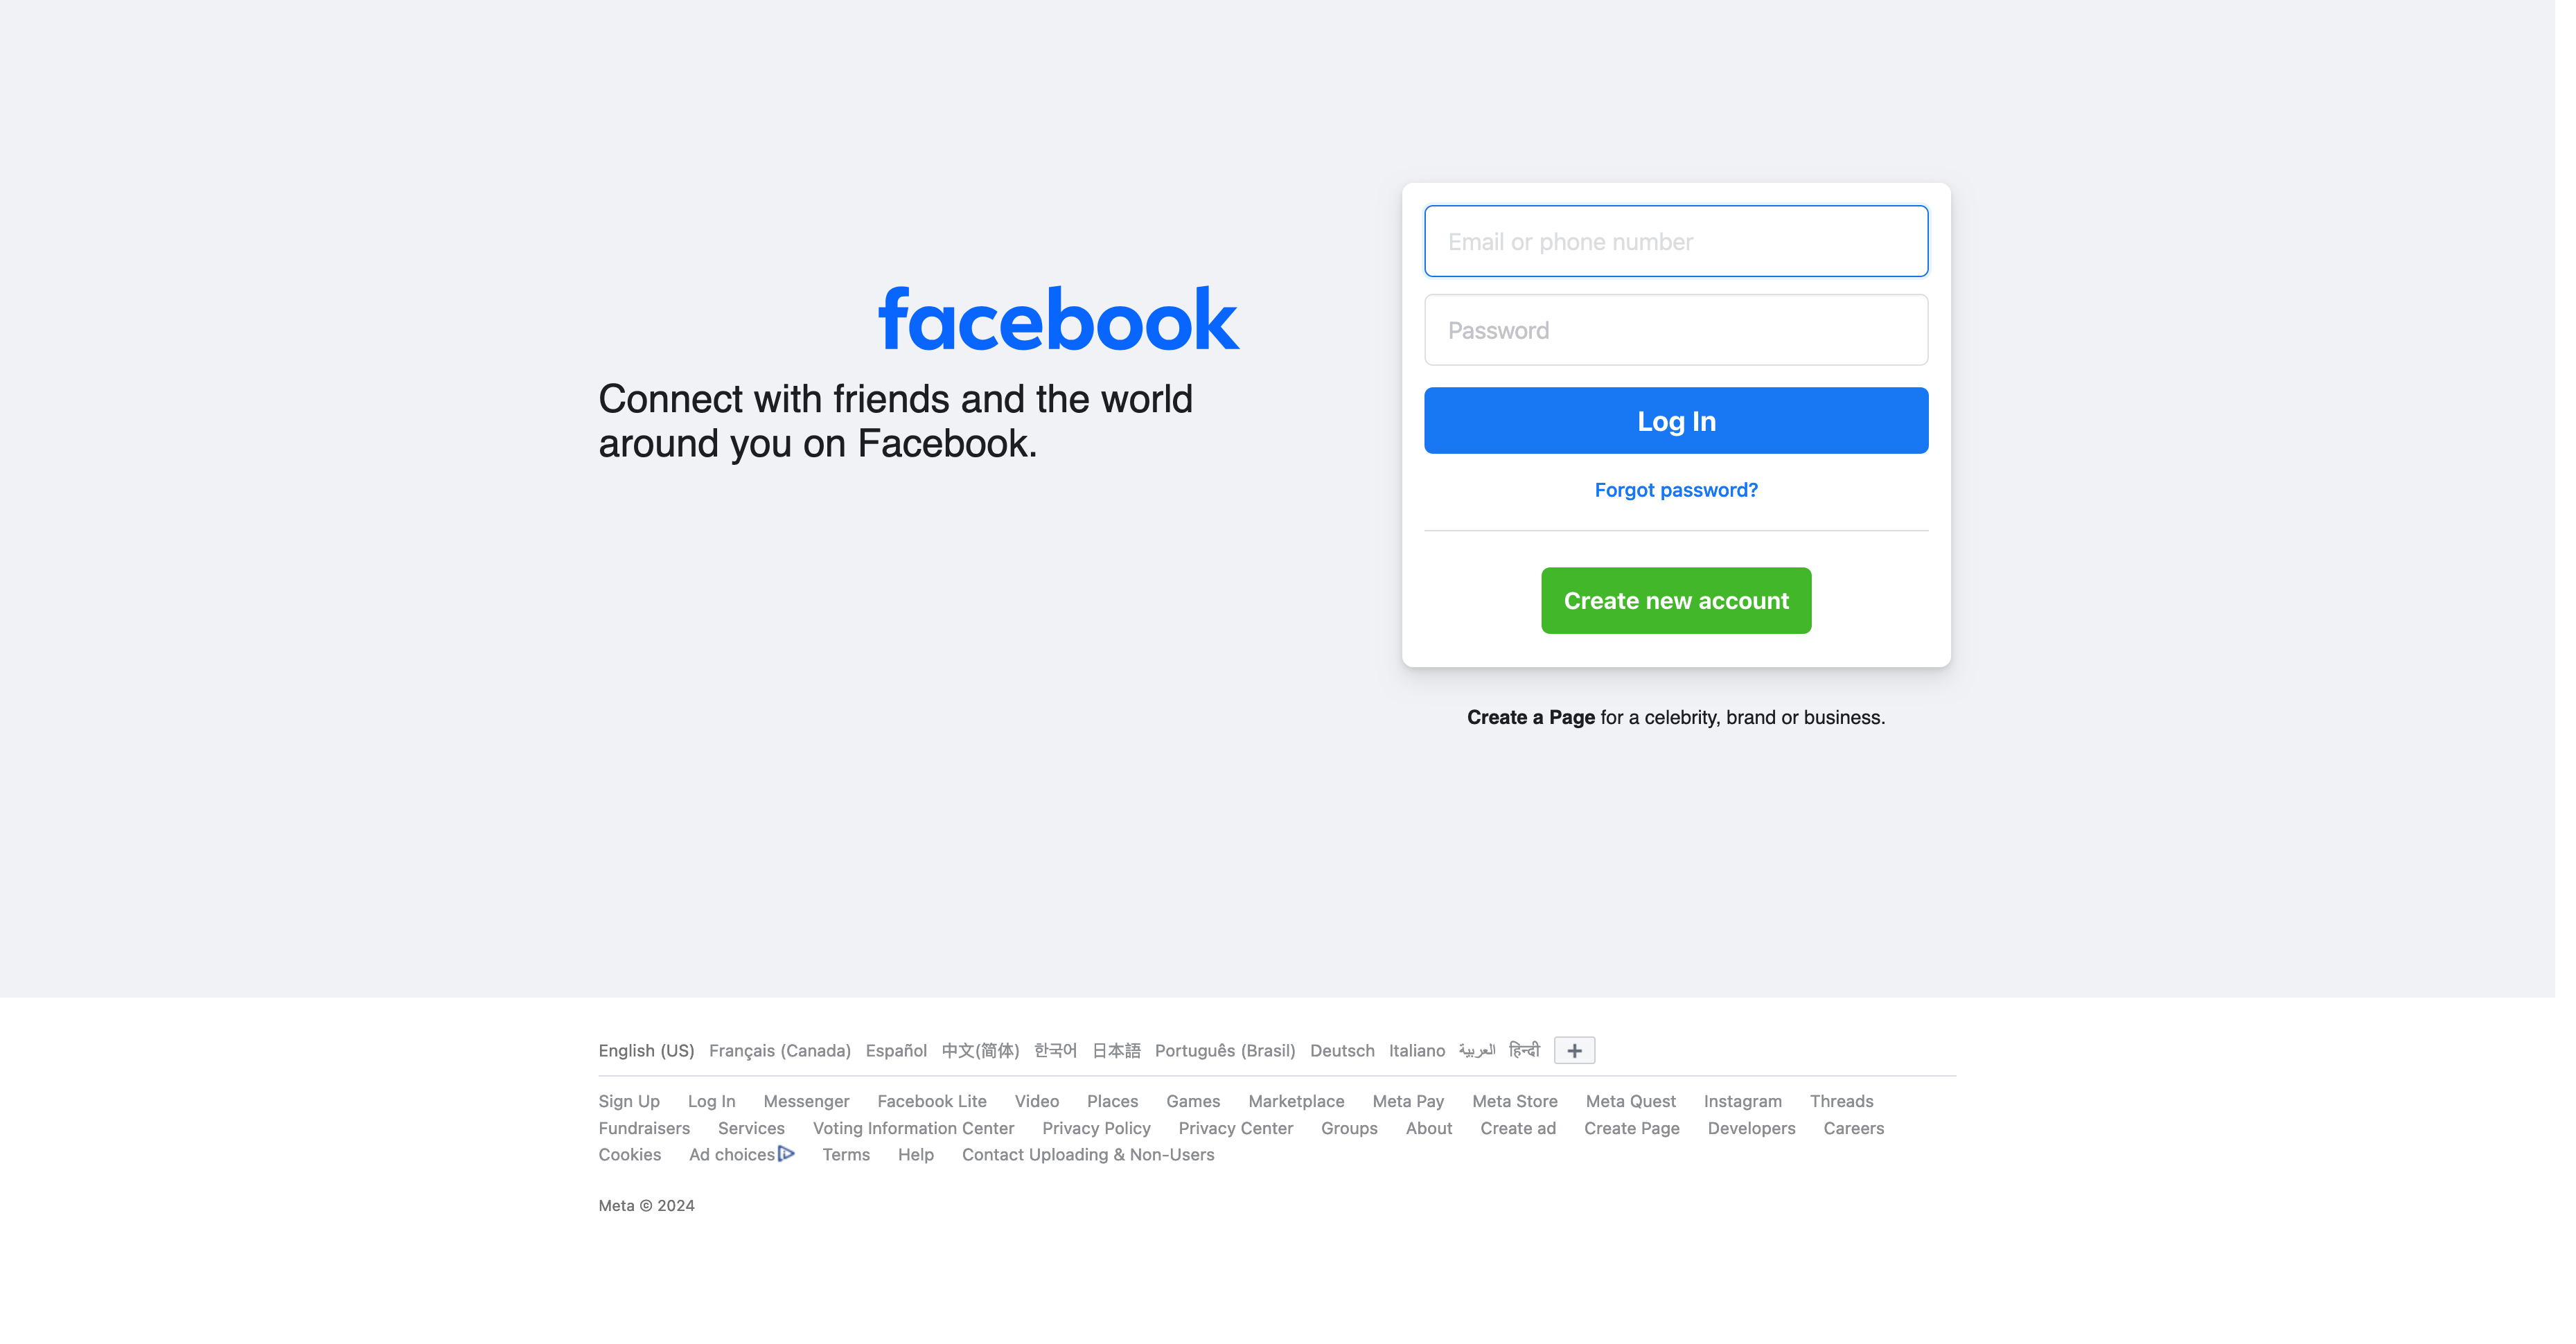 facebook
Connect with friends and the world
around you on Facebook.
Email or phone number
Password
Log In
Forgot password?
Create new account
Create a Page for a celebrity, brand or business.
English (US) Français (Canada) Español 中文(简体) 한국어 日本語 Português (Brasil) Deutsch Italiano العربية हिन्दी +
Sign Up Log In Messenger Facebook Lite Video Places Games Marketplace Meta Pay Meta Store Meta Quest Instagram Threads
Fundraisers Services Voting Information Center Privacy Policy Privacy Center Groups About Create ad Create Page Developers Careers
Cookies Ad choices Terms Help Contact Uploading & Non-Users
Meta © 2024